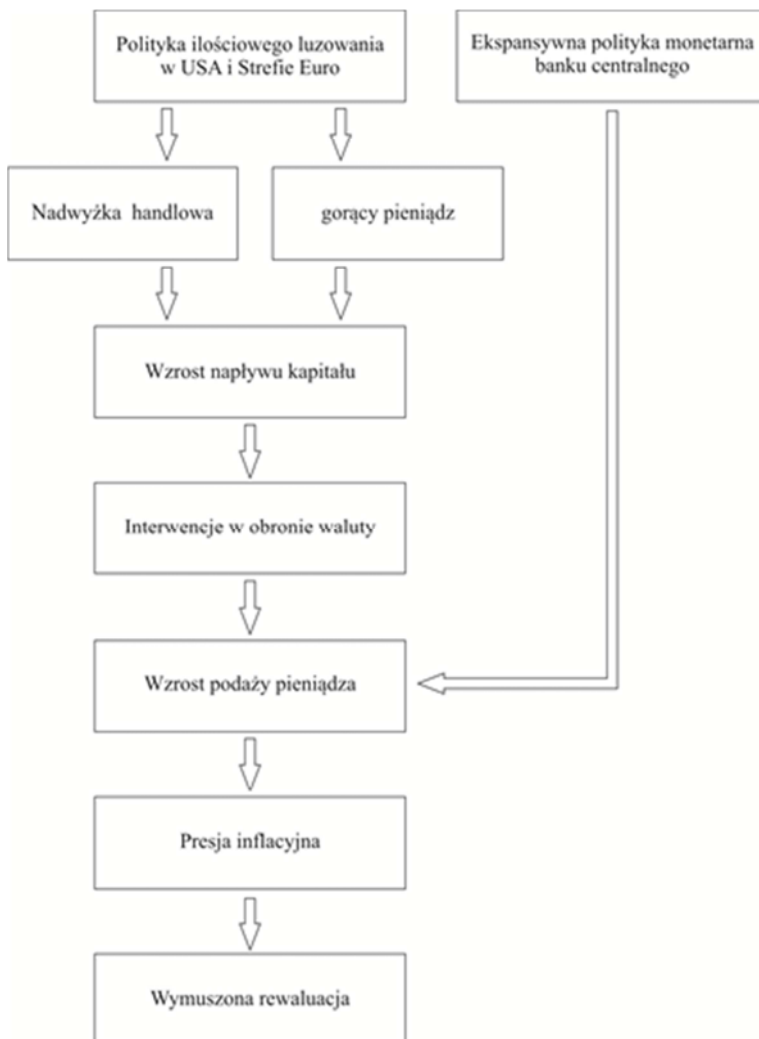 Polityka ilościowego luzowania
w USA i Strefie Euro
Ekspansywna polityka monetarna
banku centralnego
Nadwyżka handlowa
gorący pieniądz
Wzrost napływu kapitału
Interwencje w obronie waluty
Wzrost podaży pieniądza
Presja inflacyjna
Wymuszona rewaluacja